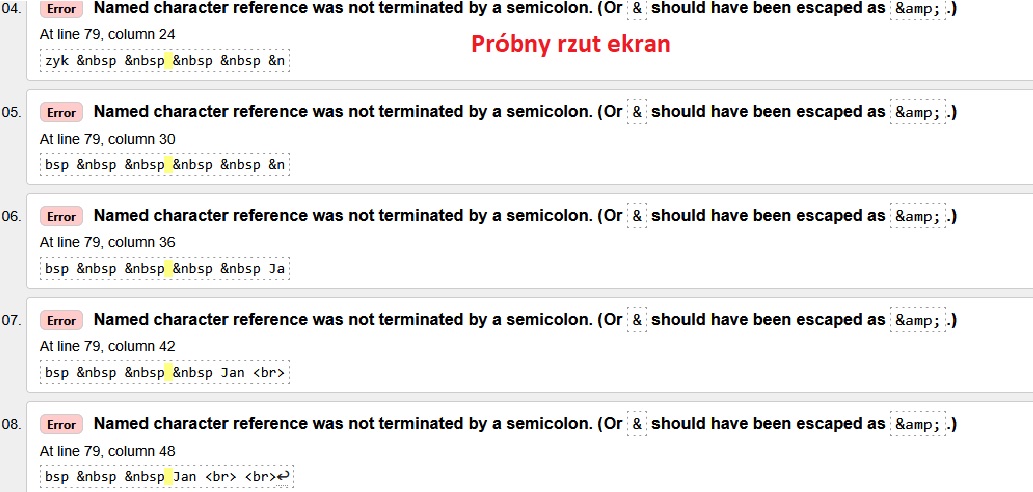 04. Error Named character reference was not terminated by a semicolon. (Or & should have been escaped as &amp;.)
At line 79, column 24
Próbny rzut ekran
zyk &nbsp &nbsp &nbsp &nbsp &n
05. Error Named character reference was not terminated by a semicolon. (Or & should have been escaped as &amp;.)
At line 79, column 30
bsp &nbsp &nbsp &nbsp &nbsp &n
06. Error Named character reference was not terminated by a semicolon. (Or & should have been escaped as &amp;.)
At line 79, column 36
bsp &nbsp &nbsp &nbsp &nbsp Ja
07. Error Named character reference was not terminated by a semicolon. (Or & should have been escaped as &amp;.)
At line 79, column 42
bsp &nbsp &nbsp &nbsp Jan <br>
08. Error Named character reference was not terminated by a semicolon. (Or & should have been escaped as &amp;.)
At line 79, column 48
bsp &nbsp &nbsp Jan <br> <br>↩